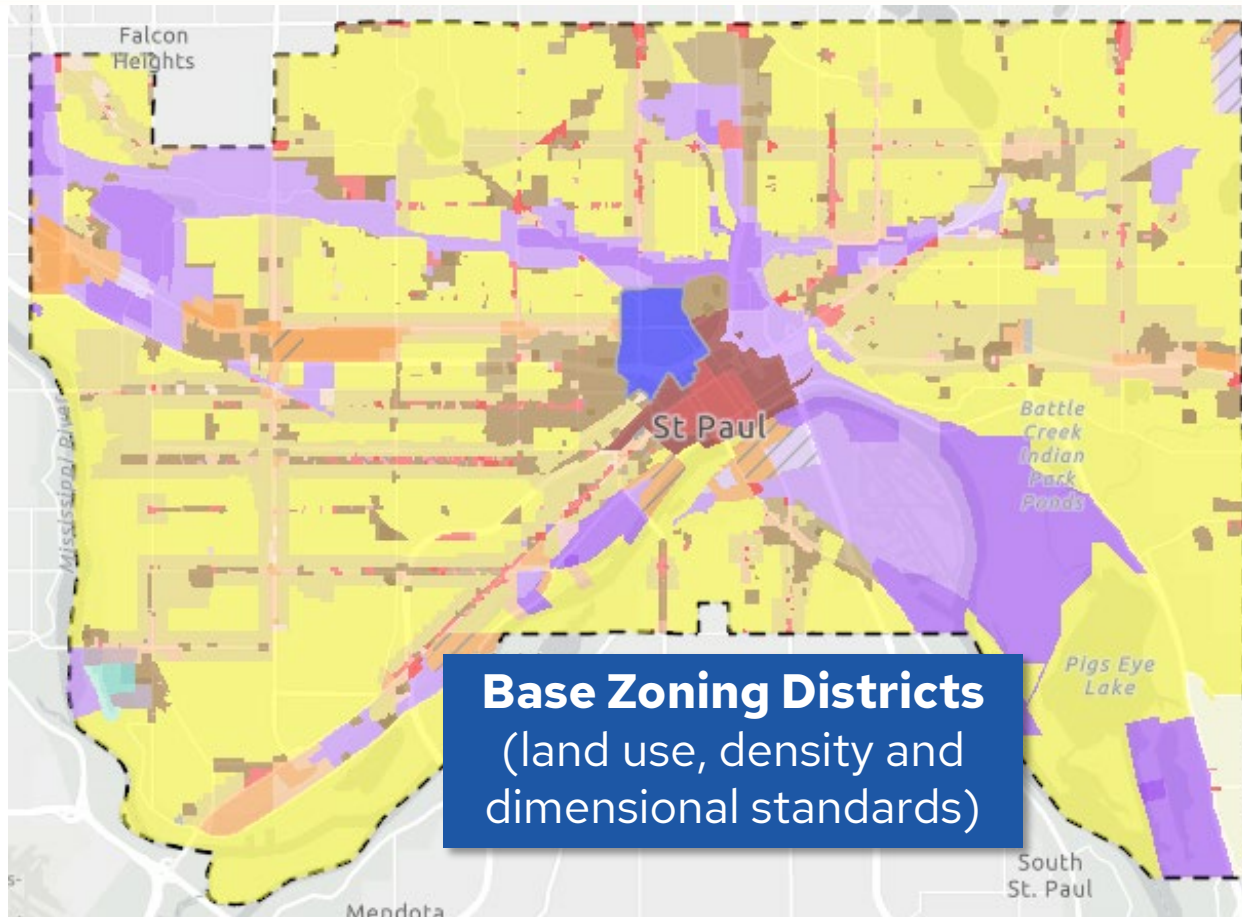 Falcon
Heights
Mississippi River
St Paul
Battle
Creek
Indian
Park
Ponds
Pigs Eye
Lake
Base Zoning Districts
(land use, density and
dimensional standards)
South
St. Paul
Mendota
s-